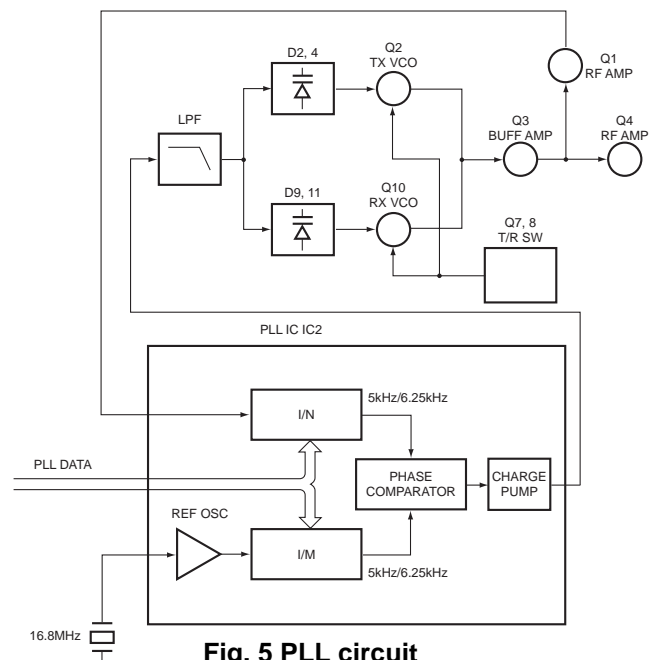 D2, 4
Q2
TX VCO
Q1
RF AMP
LPF
Q3
BUFF AMP
Q4
RF AMP
D9, 11
Q10
RX VCO
Q7, 8
T/R SW
PLL IC IC2
5kHz/6.25kHz
I/N
PLL DATA
PHASE
COMPARATOR
CHARGE
PUMP
REF OSC
I/M
5kHz/6.25kHz
16.8MHz
Fig. 5 PLL circuit